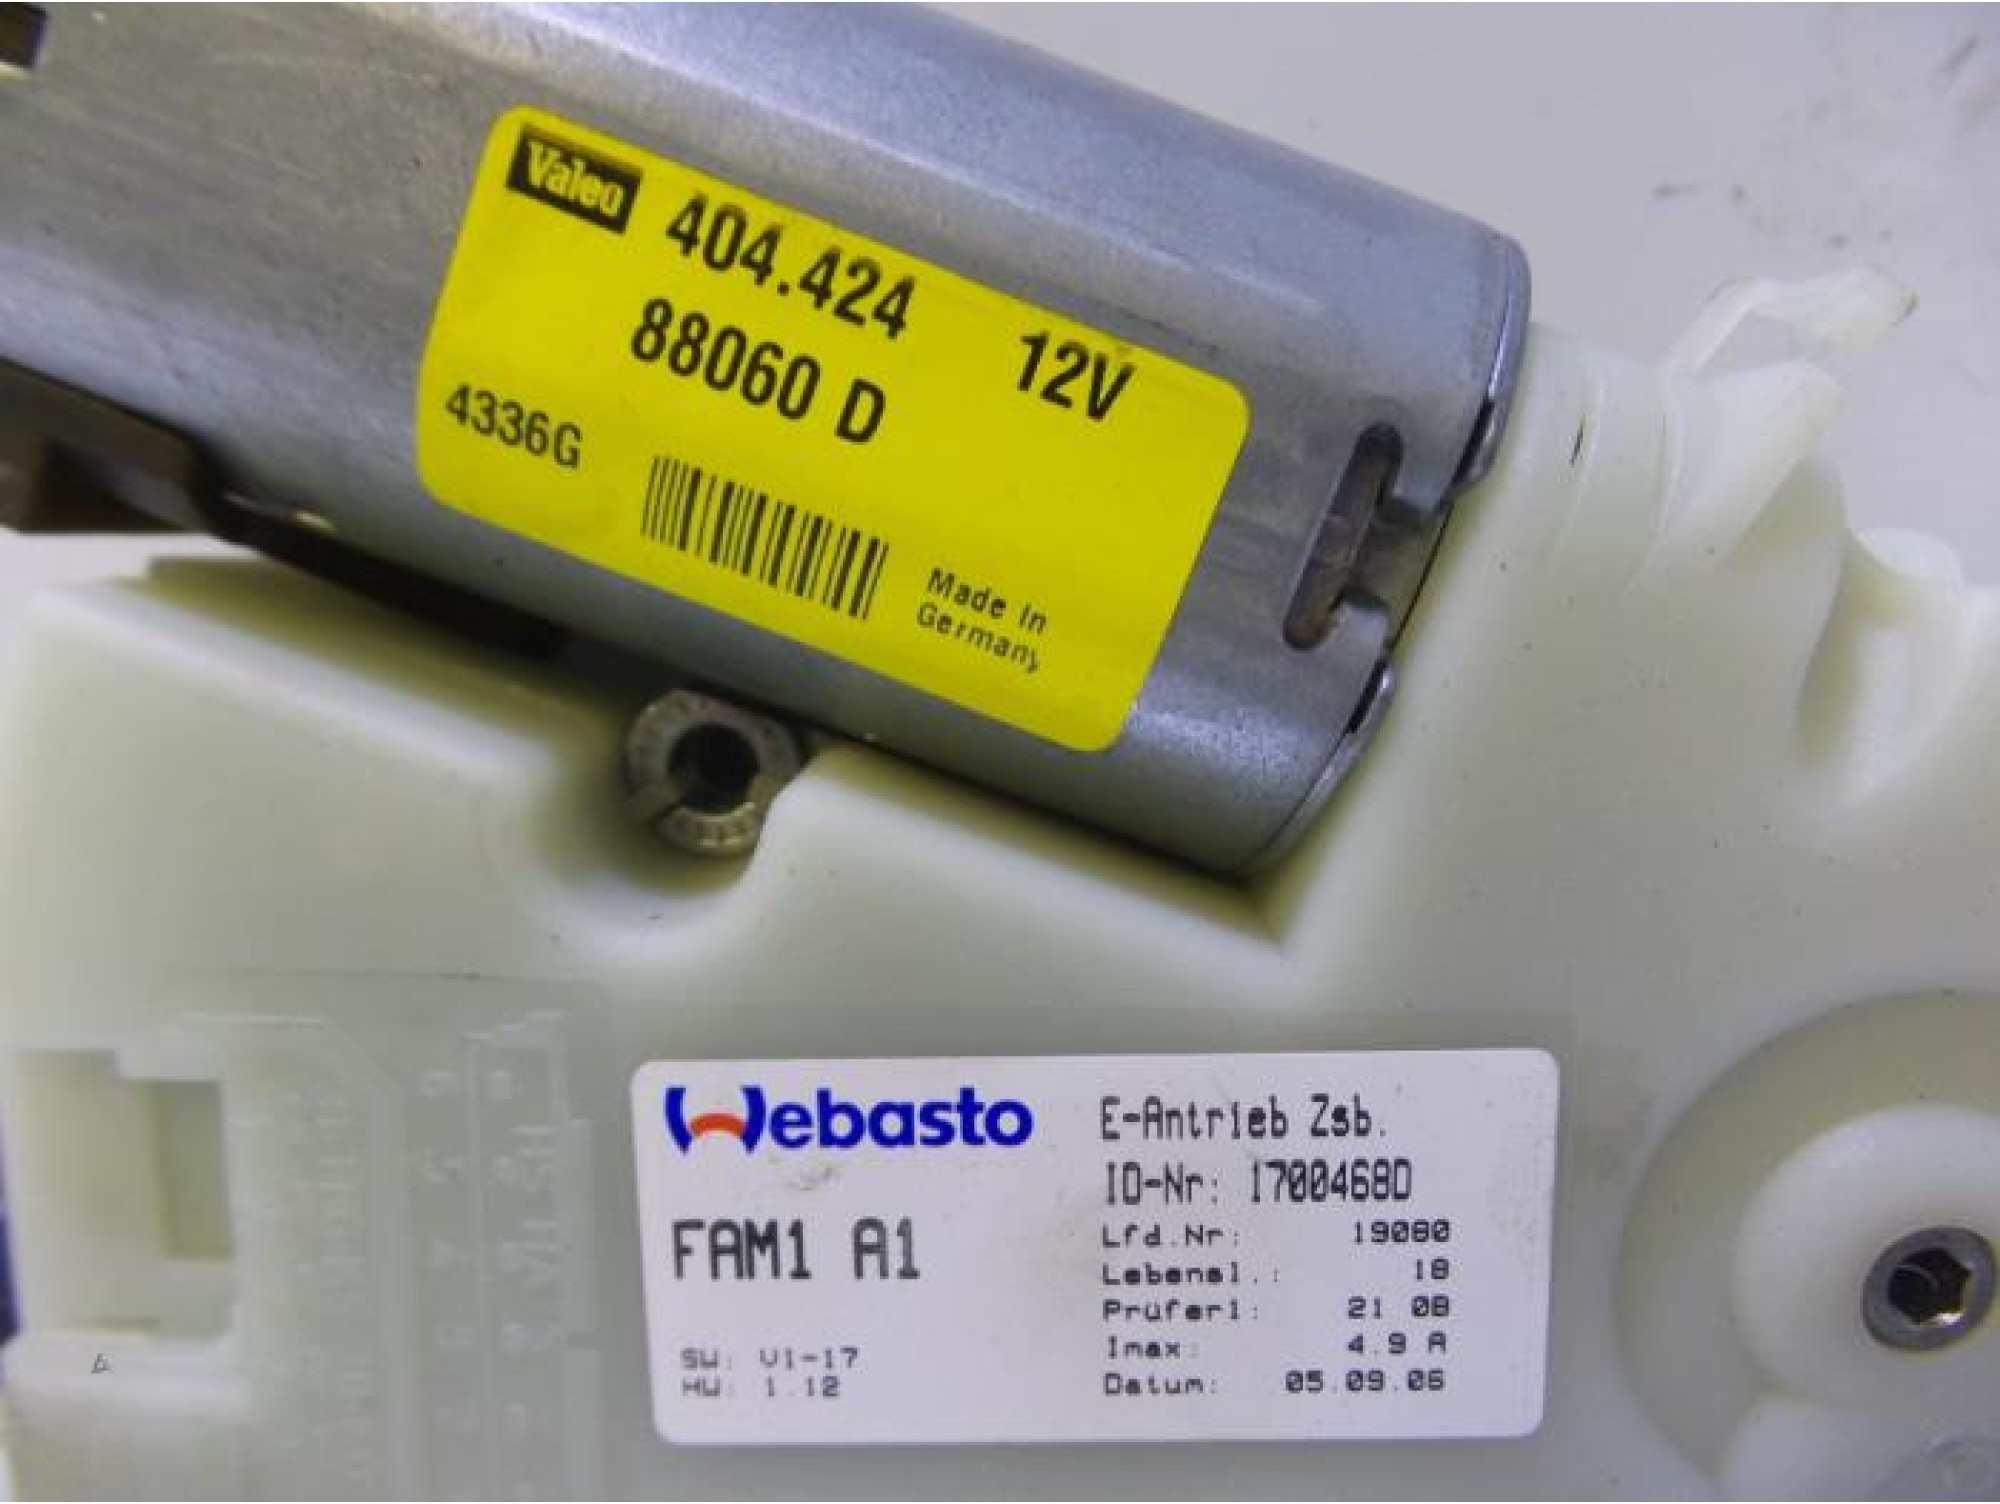 Valeo
404.424 12V
88060 D
4336G
Made In
Germany
Webasto
FAM1 A1
SW: V1-17
HW: 1.12
E-Antrieb Zsb.
ID-Nr: 1700468D
Lfd.Nr: 19080
Lebensl.: 18
Prüferl: 21 08
Imax: 4.9 A
Datum: 05.09.06